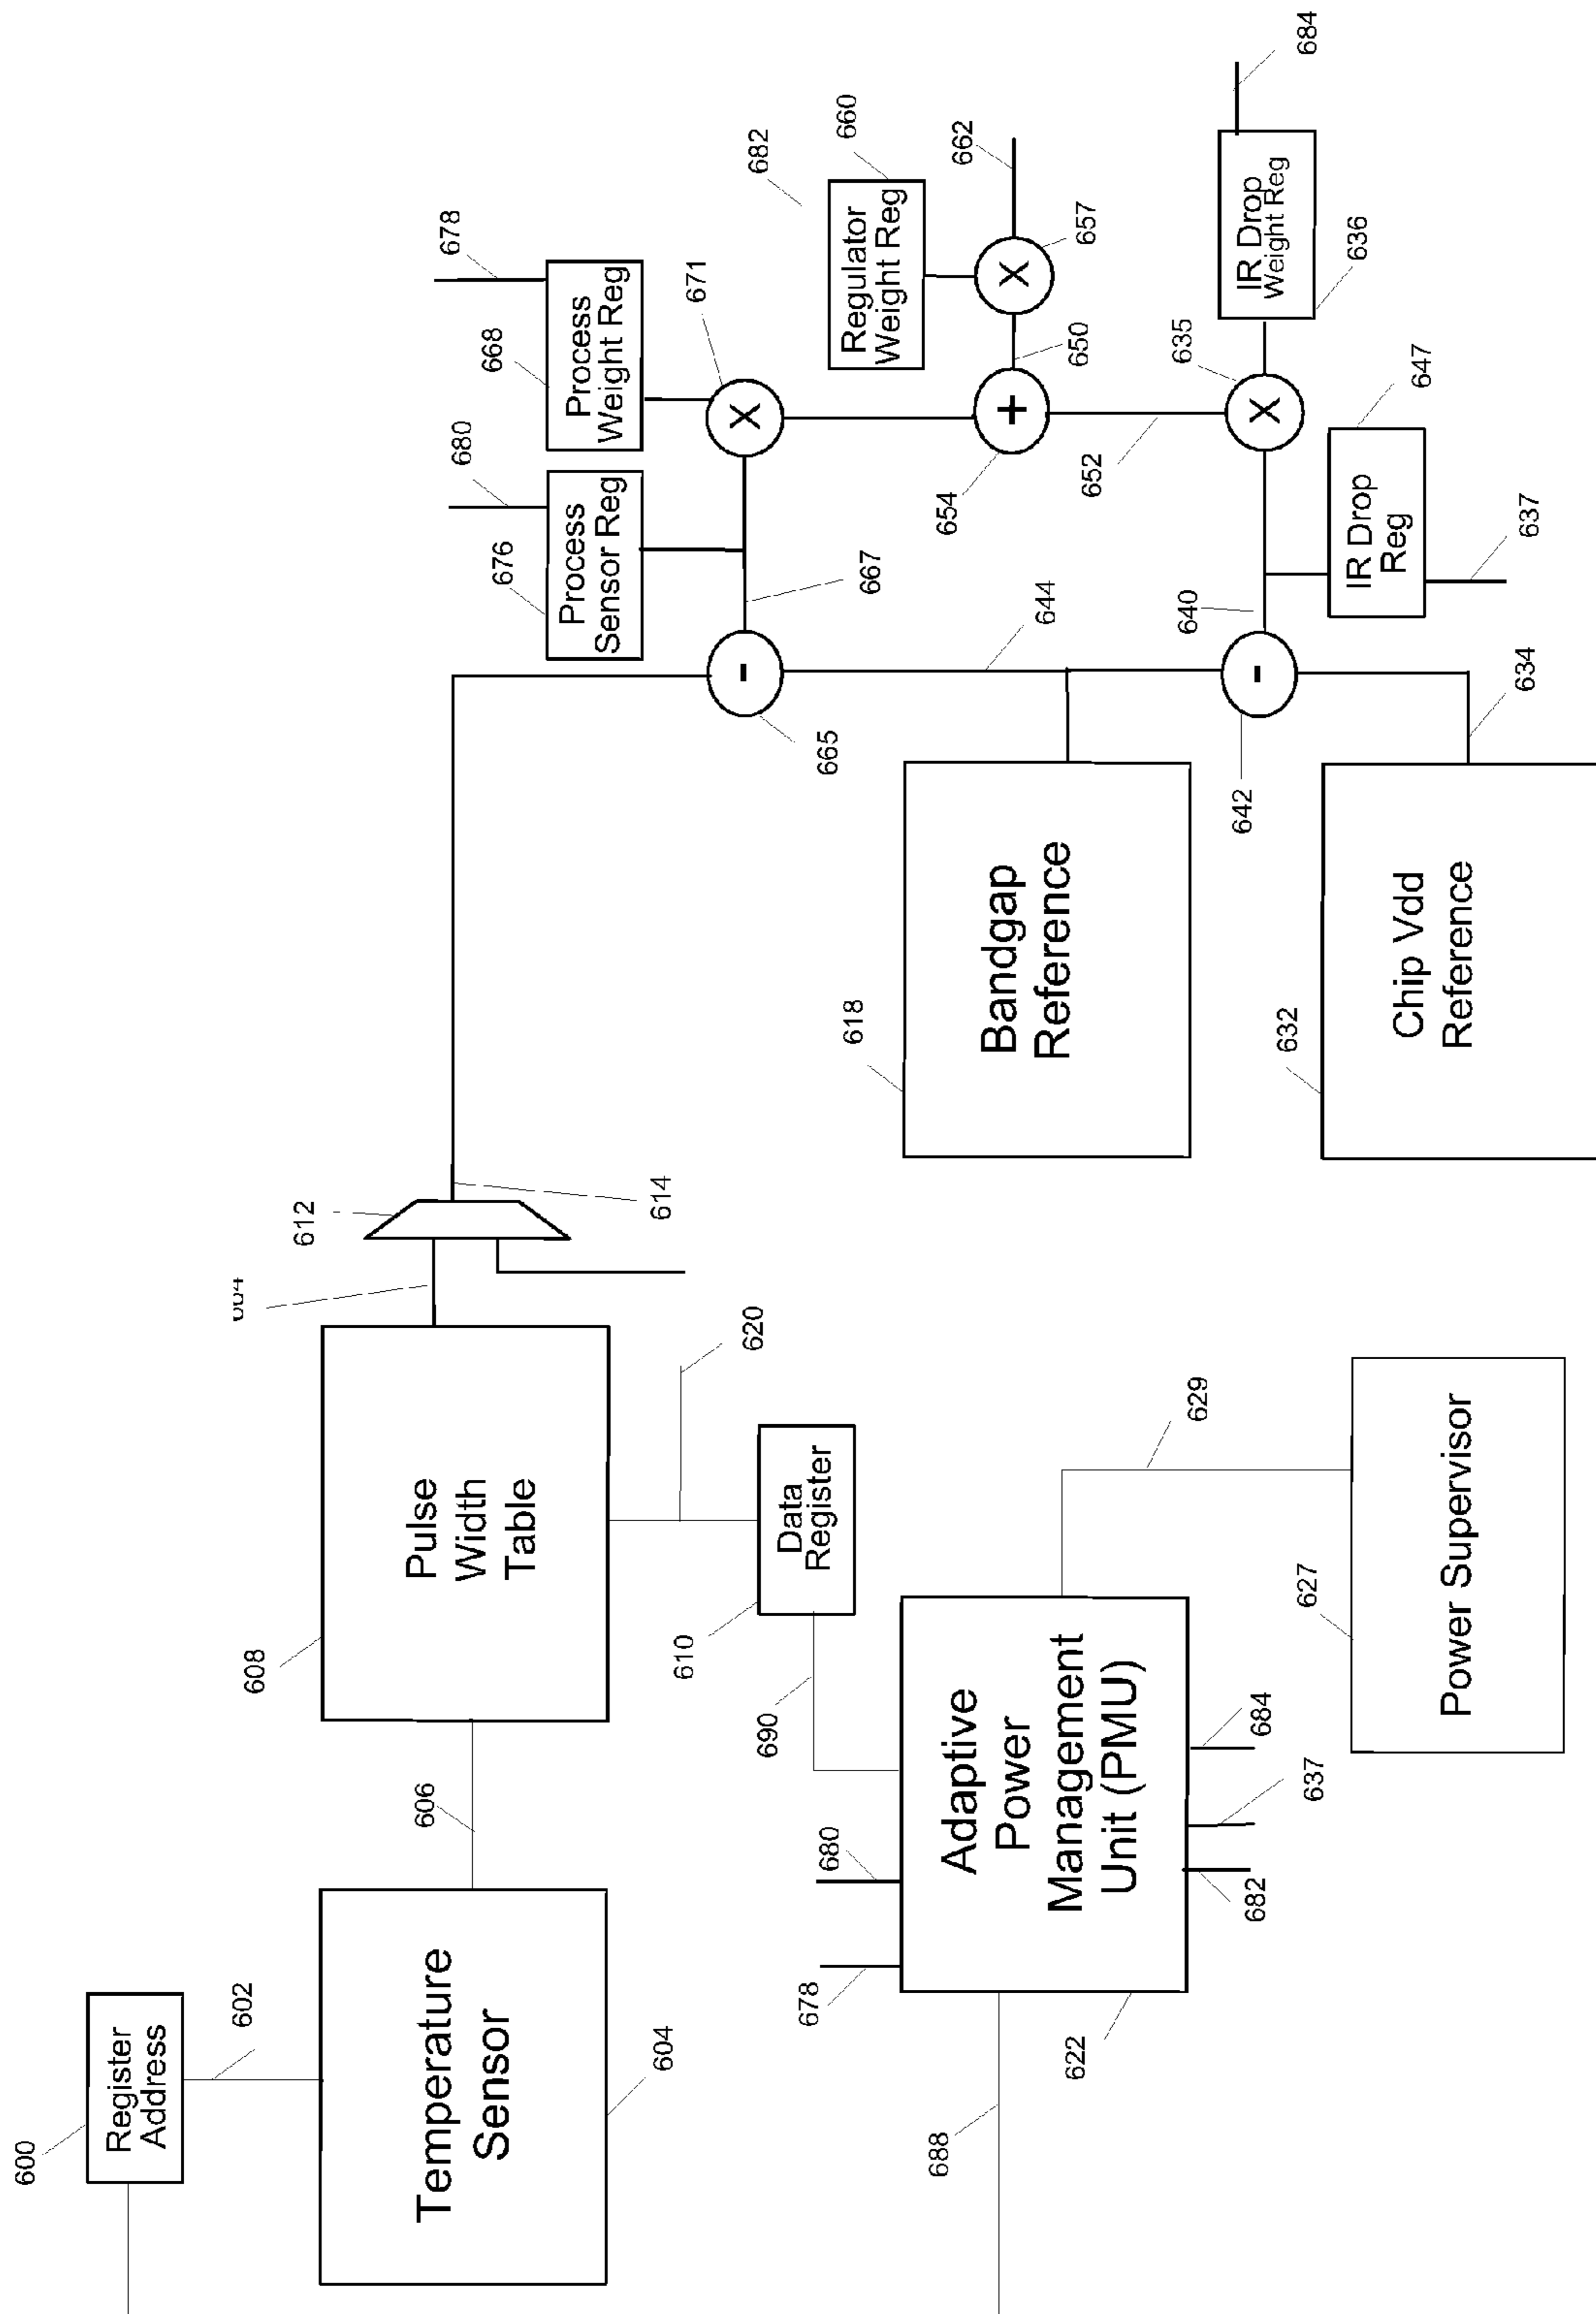 600
Register
Address
602
Temperature
Sensor
604
606
608
Pulse
Width
Table
612
614
620
610
Data
Register
690
688
678
680
Adaptive
Power
Management
Unit (PMU)
622
682
637
684
629
627
Power Supervisor
618
Bandgap
Reference
632
Chip Vdd
Reference
634
642
644
640
665
667
676
Process
Sensor Reg
680
668
Process
Weight Reg
678
671
682
Regulator
Weight Reg
660
662
657
X
X
+
X
-
-
650
654
652
635
IR Drop
Weight Reg
684
636
647
IR Drop
Reg
637